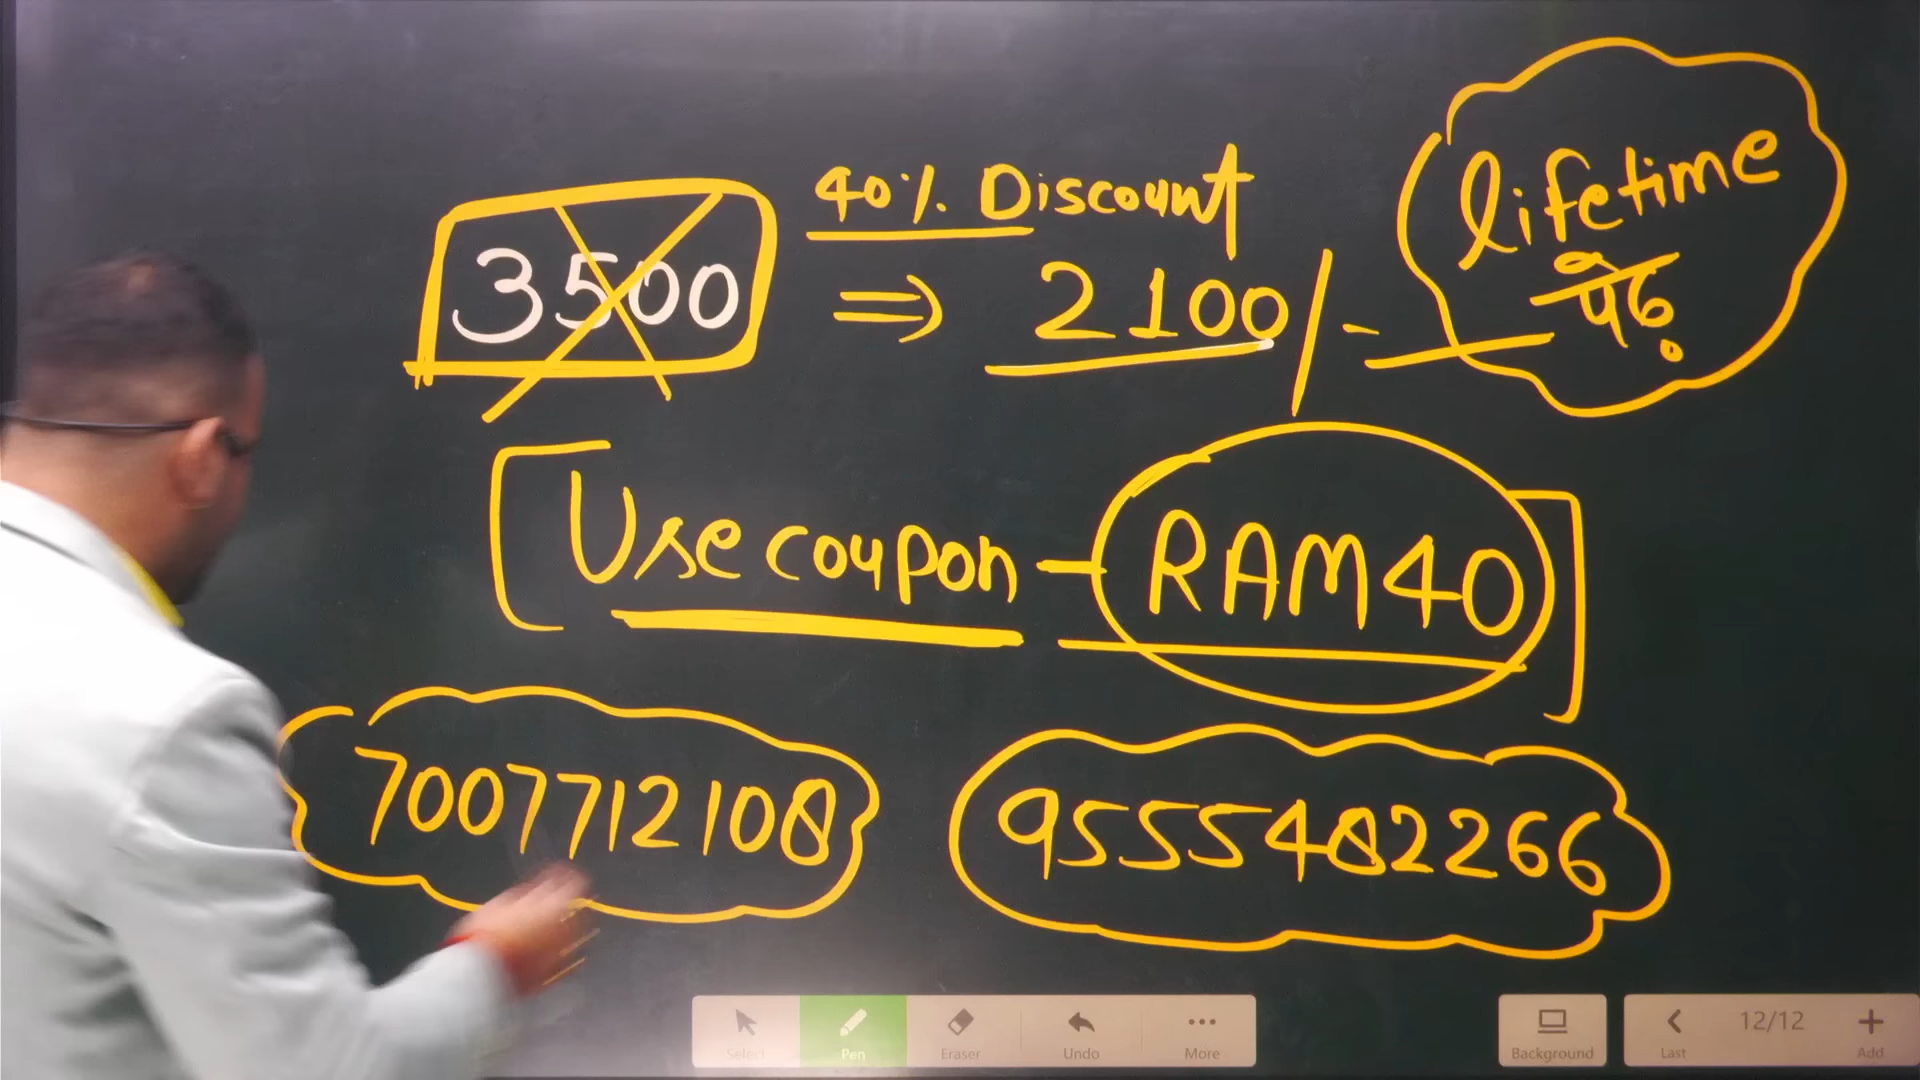 40% Discount
3500 ⇒ 2100/-
lifetime
Use coupon - RAM40
7007712108
9555482266
Select
Pen
Eraser
Undo
More
Background
Last
12/12
Add